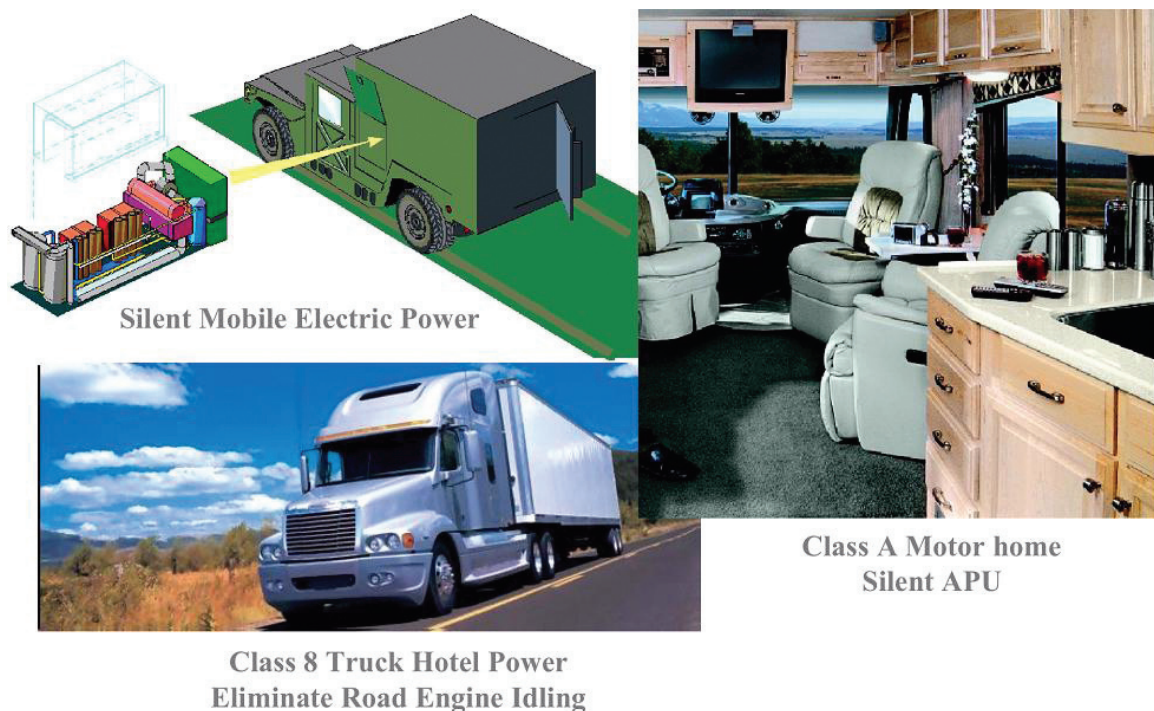 Silent Mobile Electric Power
Class A Motor home
Silent APU
Class 8 Truck Hotel Power
Eliminate Road Engine Idling